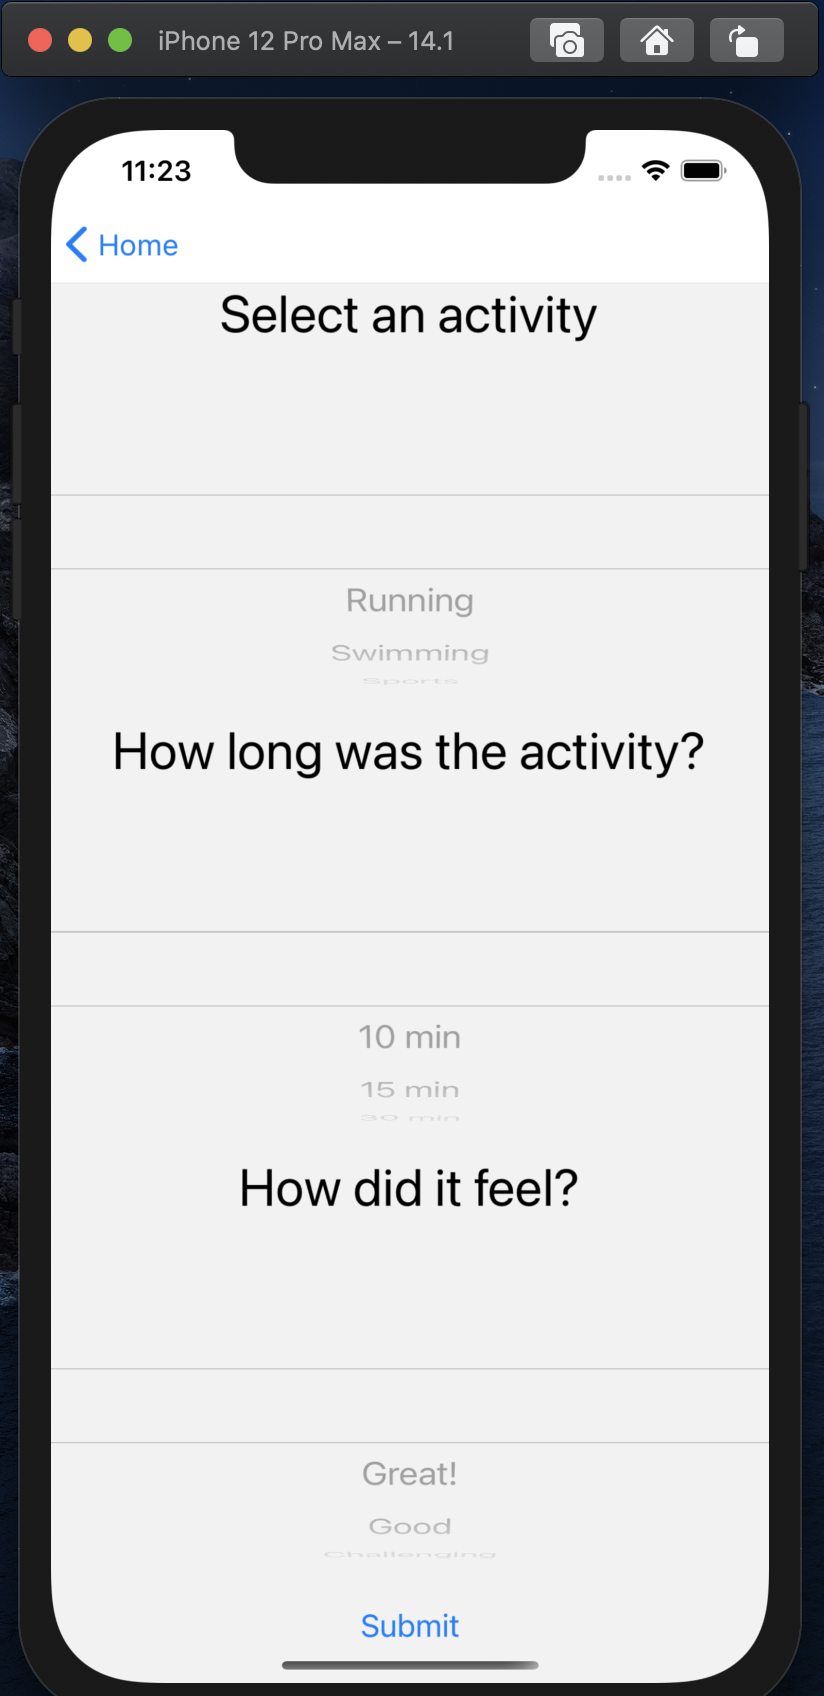 iPhone 12 Pro Max – 14.1
11:23
Home
Select an activity
Running
Swimming
Sports
How long was the activity?
10 min
15 min
30 min
How did it feel?
Great!
Good
Challenging
Submit